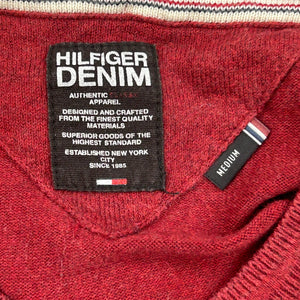 HILFIGER
DENIM
AUTHENTIC
APPAREL
DESIGNED AND CRAFTED
FROM THE FINEST QUALITY
MATERIALS
SUPERIOR GOODS OF THE
HIGHEST STANDARD
ESTABLISHED NEW YORK
CITY
SINCE 1985
MEDIUM